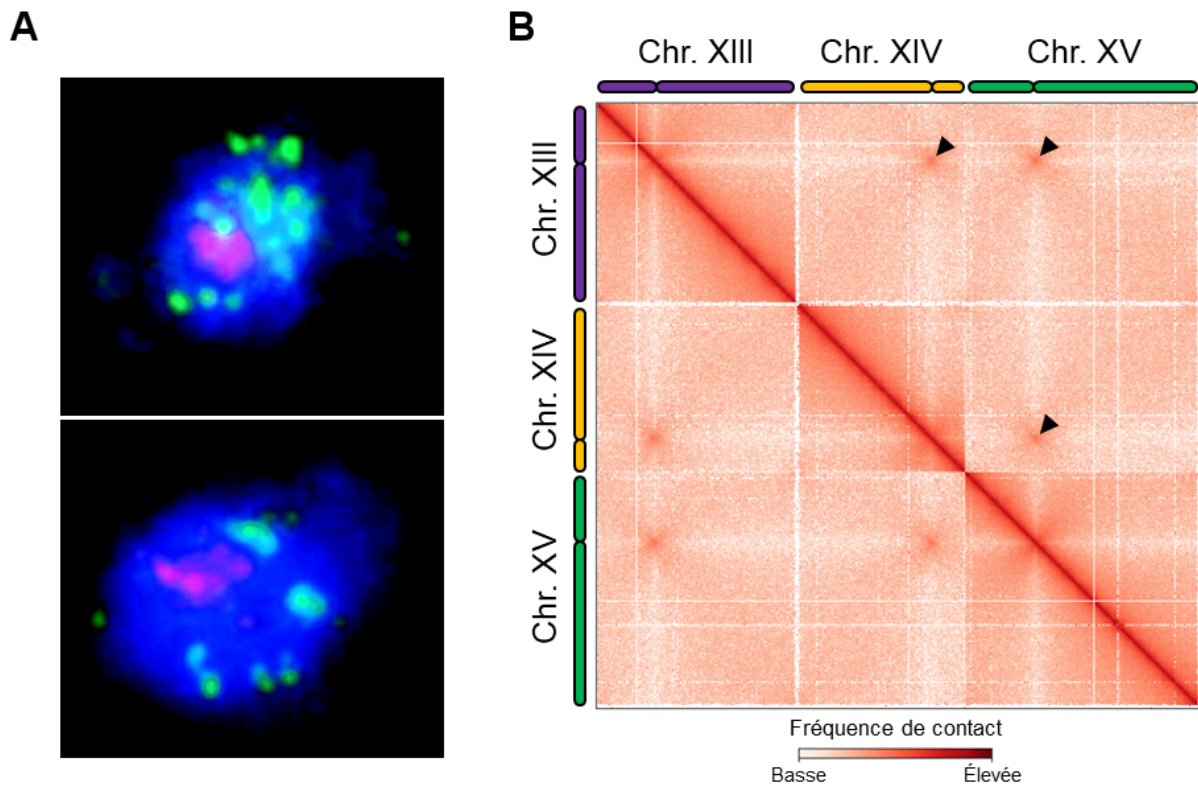 A
B
Chr. XIII
Chr. XIV
Chr. XV
Chr. XIII
Chr. XIV
Chr. XV
Fréquence de contact
Basse
Élevée